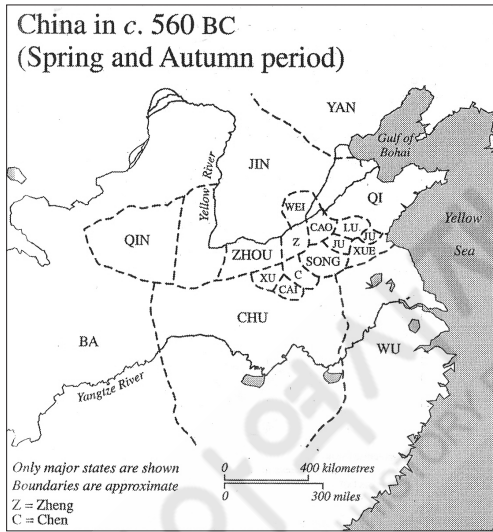 China in c. 560 BC
(Spring and Autumn period)
YAN
Gulf of
Bohai
JIN
Yellow River
WEI
QI
CAO
LU
JU
Yellow
Sea
QIN
ZHOU
Z
JU
XUE
SONG
XU
C
CAI
CHU
BA
WU
Yangtze River
Only major states are shown
Boundaries are approximate
Z = Zheng
C = Chen
0 400 kilometres
0 300 miles